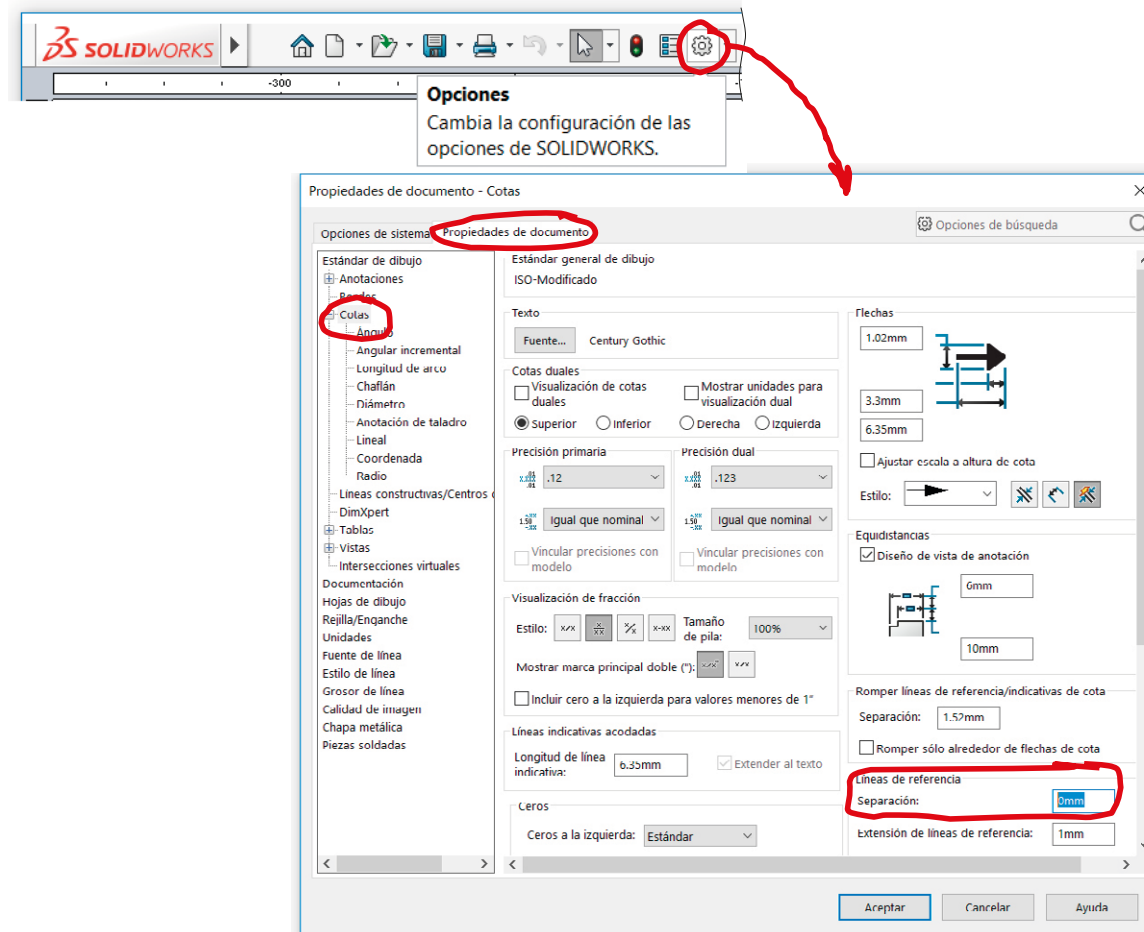 SOLIDWORKS
-300
Opciones
Cambia la configuración de las
opciones de SOLIDWORKS.
Propiedades de documento - Cotas
Opciones de sistema Propiedades de documento
Opciones de búsqueda
Estándar de dibujo
Anotaciones
Cotas
Ángulo
Angular incremental
Longitud de arco
Chaflán
Diámetro
Anotación de taladro
Lineal
Coordenada
Radio
Líneas constructivas/Centros
DimXpert
Tablas
Vistas
Intersecciones virtuales
Documentación
Hojas de dibujo
Rejilla/Enganche
Unidades
Fuente de línea
Estilo de línea
Grosor de línea
Calidad de imagen
Chapa metálica
Piezas soldadas
Estándar general de dibujo
ISO-Modificado
Texto
Fuente... Century Gothic
Cotas duales
Visualización de cotas
duales
Mostrar unidades para
visualización dual
Superior Inferior Derecha Izquierda
Precisión primaria
.12
Igual que nominal
Vincular precisiones con
modelo
Precisión dual
.123
Igual que nominal
Vincular precisiones con
modelo
Visualización de fracción
Estilo: Tamaño
de pila: 100%
Mostrar marca principal doble ("):
Incluir cero a la izquierda para valores menores de 1"
Líneas indicativas acodadas
Longitud de línea
indicativa: 6.35mm Extender al texto
Ceros
Ceros a la izquierda: Estándar
Flechas
1.02mm
3.3mm
6.35mm
Ajustar escala a altura de cota
Estilo:
Equidistancias
Diseño de vista de anotación
6mm
10mm
Romper líneas de referencia/indicativas de cota
Separación: 1.52mm
Romper sólo alrededor de flechas de cota
Líneas de referencia
Separación: 0mm
Extensión de líneas de referencia: 1mm
Aceptar Cancelar Ayuda